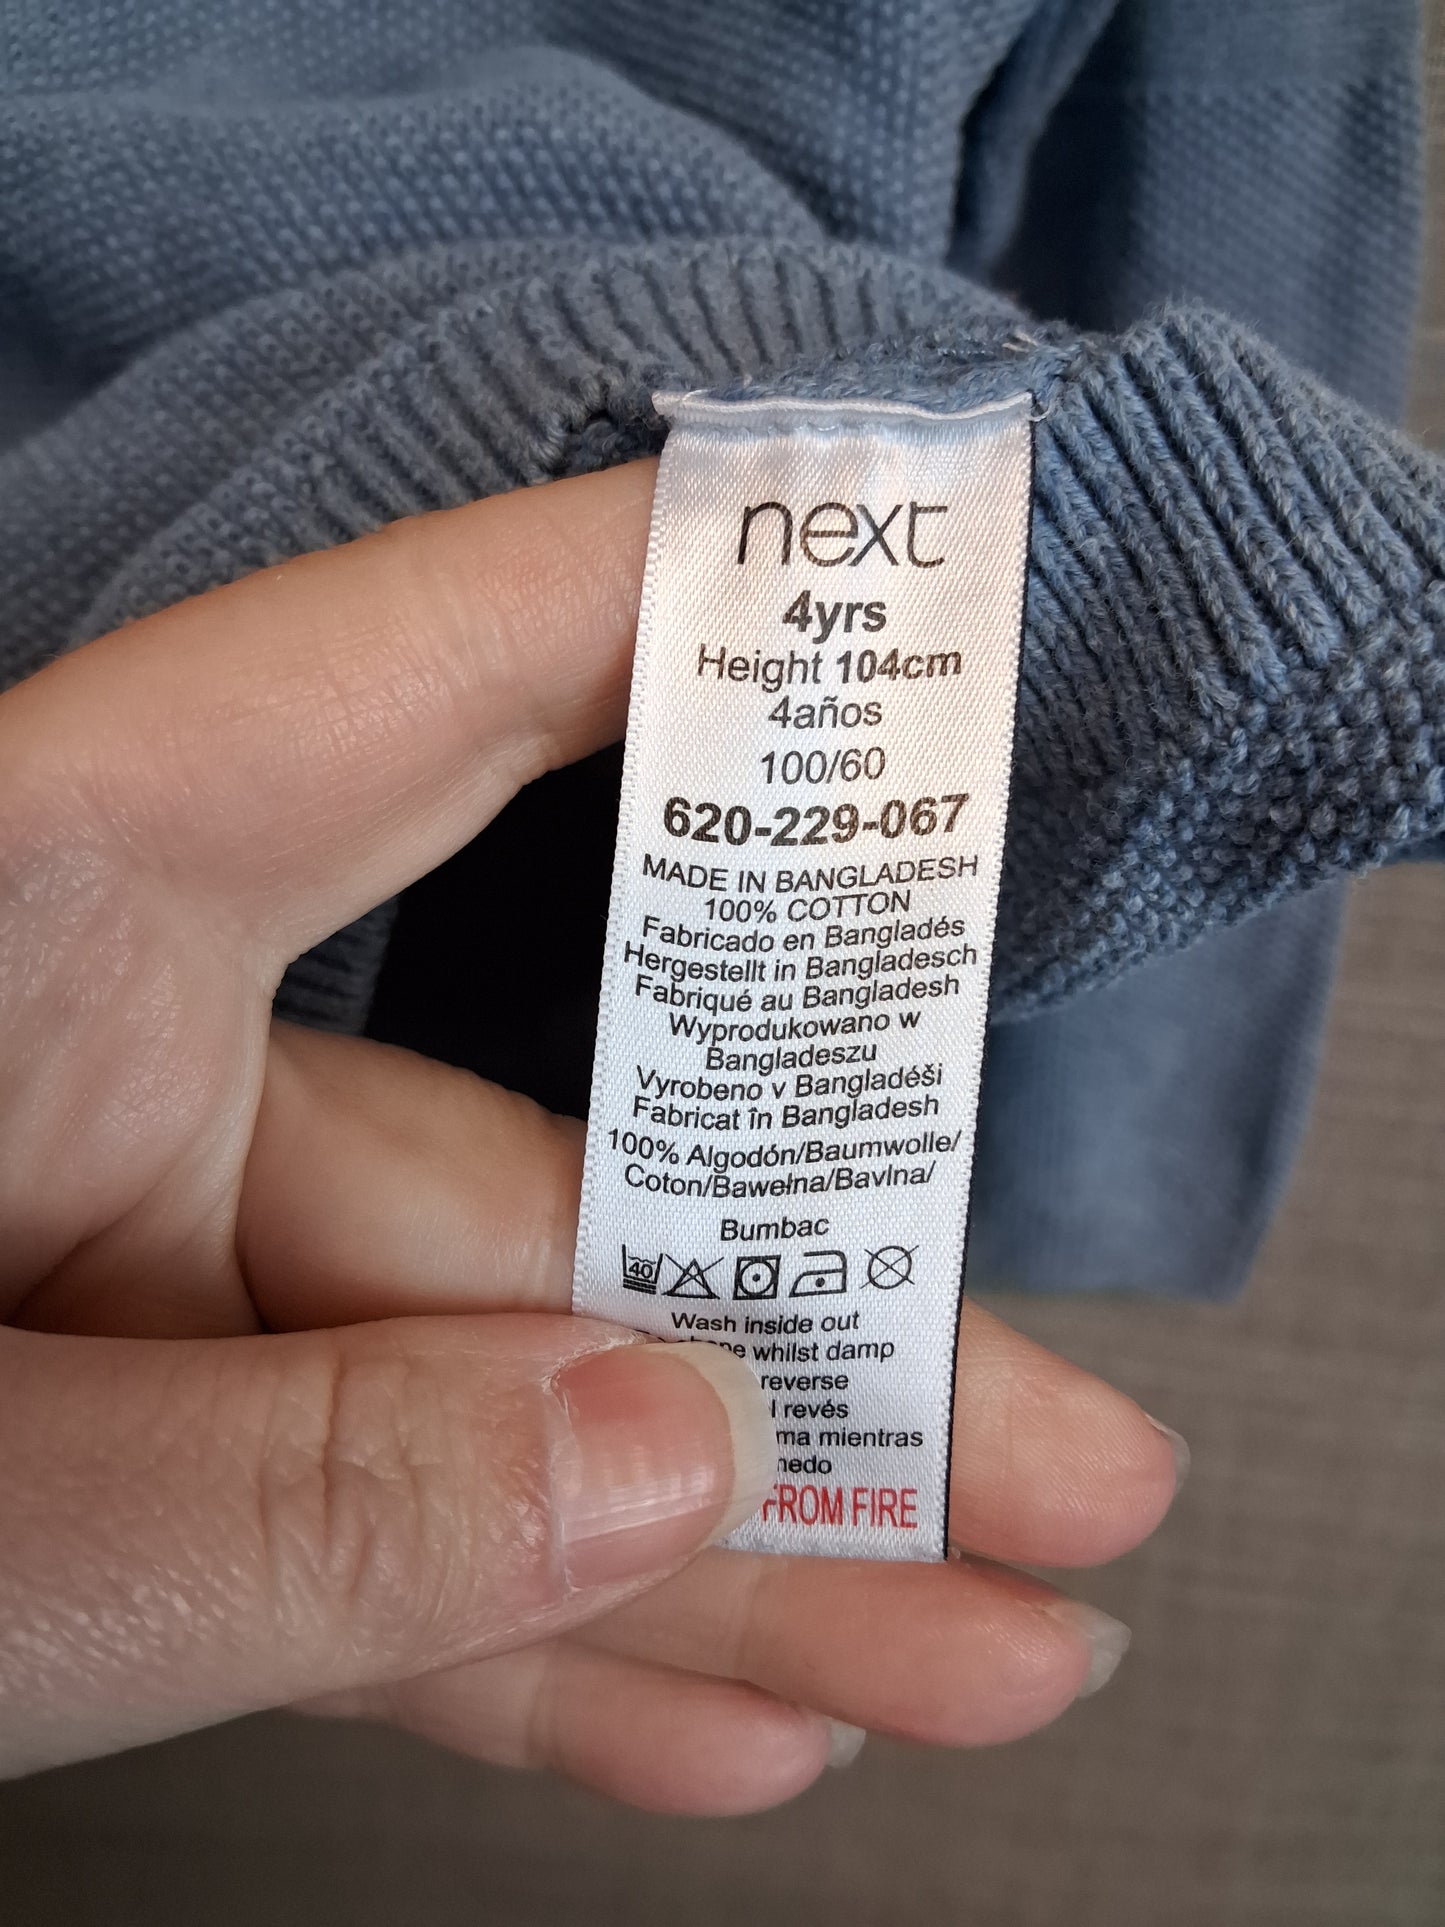 next
4yrs
Height 104cm
4años
100/60
620-229-067
MADE IN BANGLADESH
100% COTTON
Fabricado en Bangladés
Hergestellt in Bangladesch
Fabriqué au Bangladesh
Wyprodukowano w
Bangladeszu
Vyrobeno v Bangladéši
Fabricat în Bangladesh
100% Algodón/Baumwolle/
Coton/Bawełna/Bavlna/
Bumbac
40
Wash inside out
whilst damp
reverse
revés
mientras
FROM FIRE